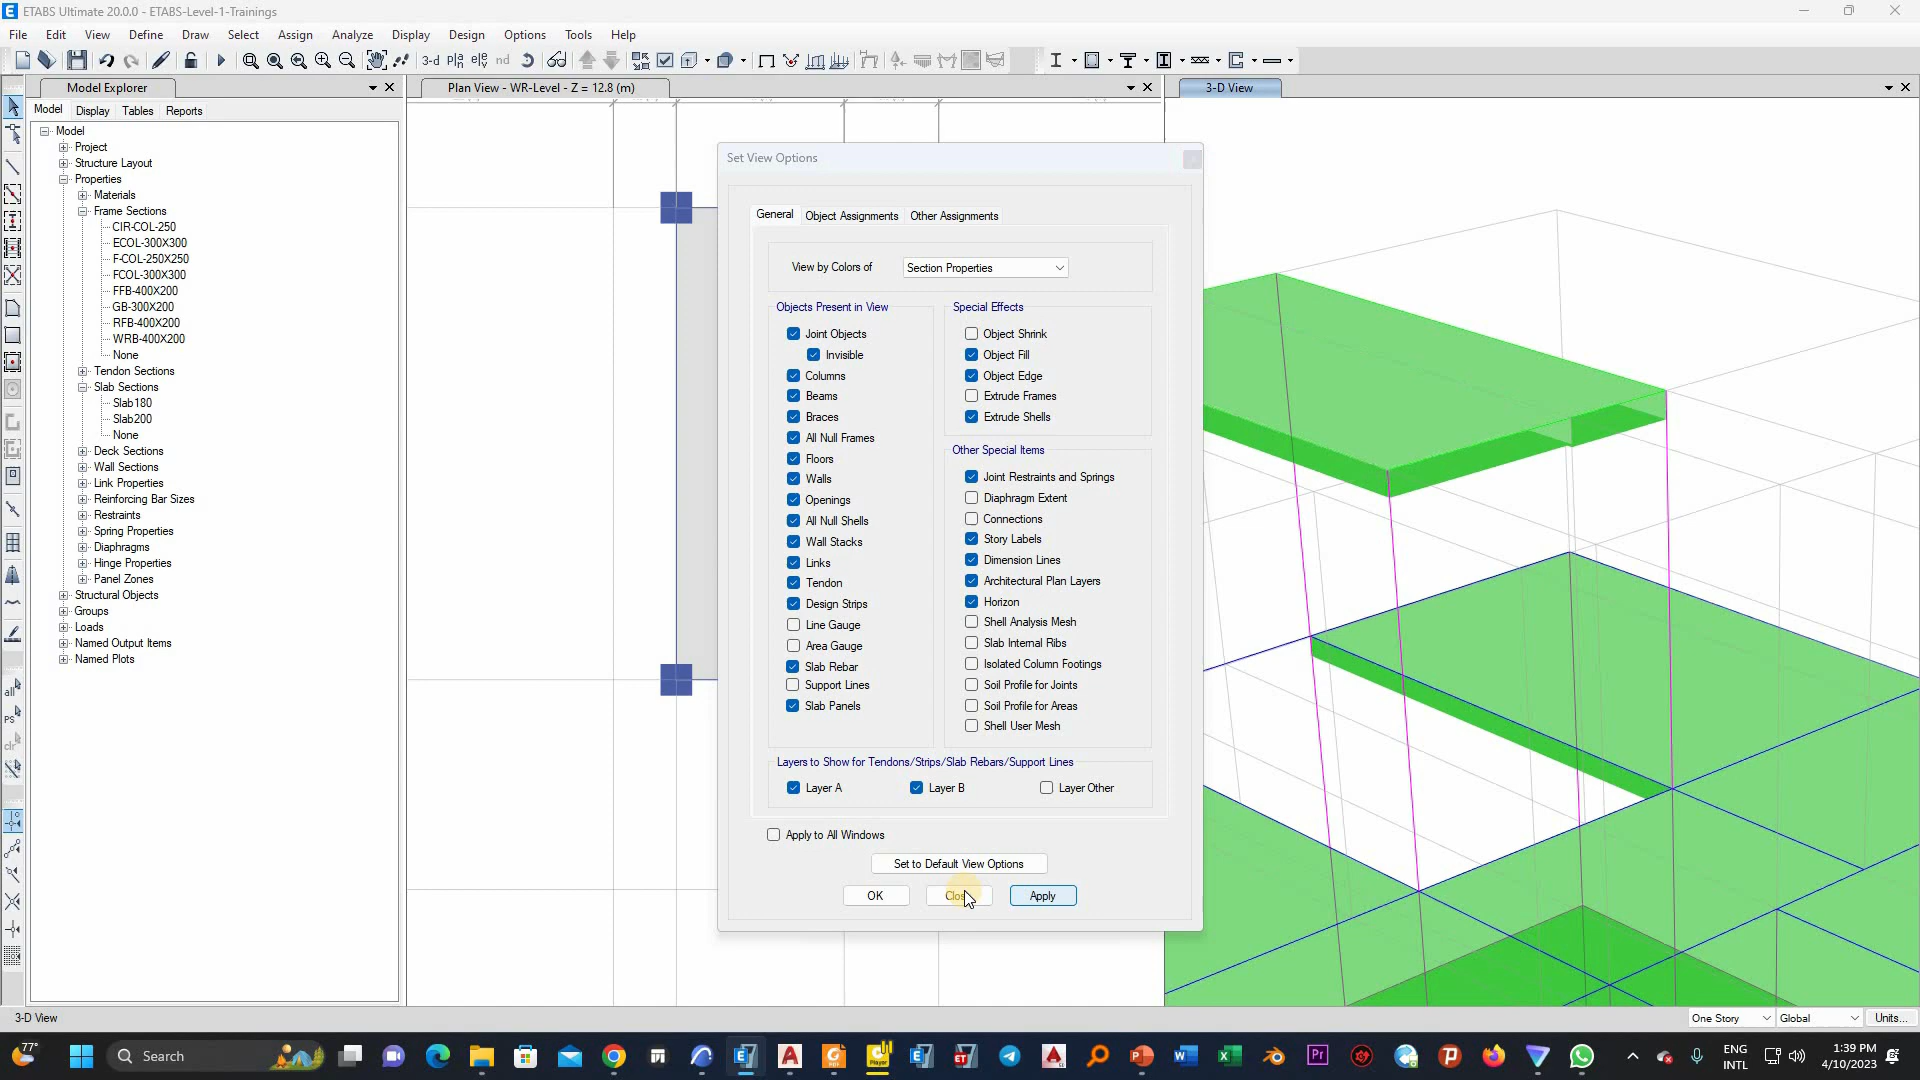 ETABS Ultimate 20.0.0 - ETABS-Level-1-Trainings
File Edit View Define Draw Select Assign Analyze Display Design Options Tools Help
3-d
nd
Model Explorer
Plan View - WR-Level - Z = 12.8 (m)
3-D View
Model Display Tables Reports
Model
Project
Structure Layout
Properties
Materials
Frame Sections
CIR-COL-250
ECOL-300X300
F-COL-250X250
FCOL-300X300
FFB-400X200
GB-300X200
RFB-400X200
WRB-400X200
None
Tendon Sections
Slab Sections
Slab180
Slab200
None
Deck Sections
Wall Sections
Link Properties
Reinforcing Bar Sizes
Restraints
Spring Properties
Diaphragms
Hinge Properties
Panel Zones
Structural Objects
Groups
Loads
Named Output Items
Named Plots
all
PS
clr
Set View Options
General Object Assignments Other Assignments
View by Colors of Section Properties
Objects Present in View
Joint Objects
Invisible
Columns
Beams
Braces
All Null Frames
Floors
Walls
Openings
All Null Shells
Wall Stacks
Links
Tendon
Design Strips
Line Gauge
Area Gauge
Slab Rebar
Support Lines
Slab Panels
Special Effects
Object Shrink
Object Fill
Object Edge
Extrude Frames
Extrude Shells
Other Special Items
Joint Restraints and Springs
Diaphragm Extent
Connections
Story Labels
Dimension Lines
Architectural Plan Layers
Horizon
Shell Analysis Mesh
Slab Internal Ribs
Isolated Column Footings
Soil Profile for Joints
Soil Profile for Areas
Shell User Mesh
Layers to Show for Tendons/Strips/Slab Rebars/Support Lines
Layer A Layer B Layer Other
Apply to All Windows
Set to Default View Options
OK Close Apply
3-D View
One Story Global Units...
77°
Search
ENG
INTL
1:39 PM
4/10/2023